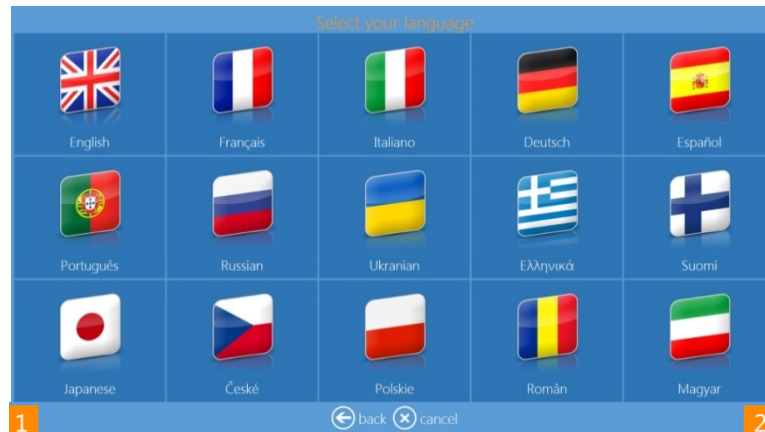 Select your language
English Français Italiano Deutsch Español
Português Russian Ukranian Ελληνικά Suomi
Japanese České Polskie Român Magyar
1 back cancel 2